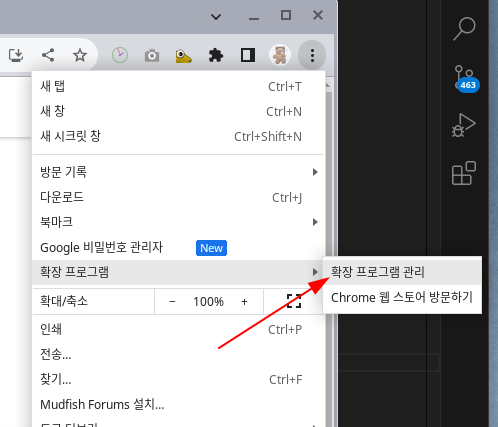 463
새 탭 Ctrl+T
새 창 Ctrl+N
새 시크릿 창 Ctrl+Shift+N
방문 기록
다운로드 Ctrl+J
북마크
Google 비밀번호 관리자 New
확장 프로그램
확장 프로그램 관리
Chrome 웹 스토어 방문하기
확대/축소 − 100% +
인쇄 Ctrl+P
전송...
찾기... Ctrl+F
Mudfish Forums 설치...